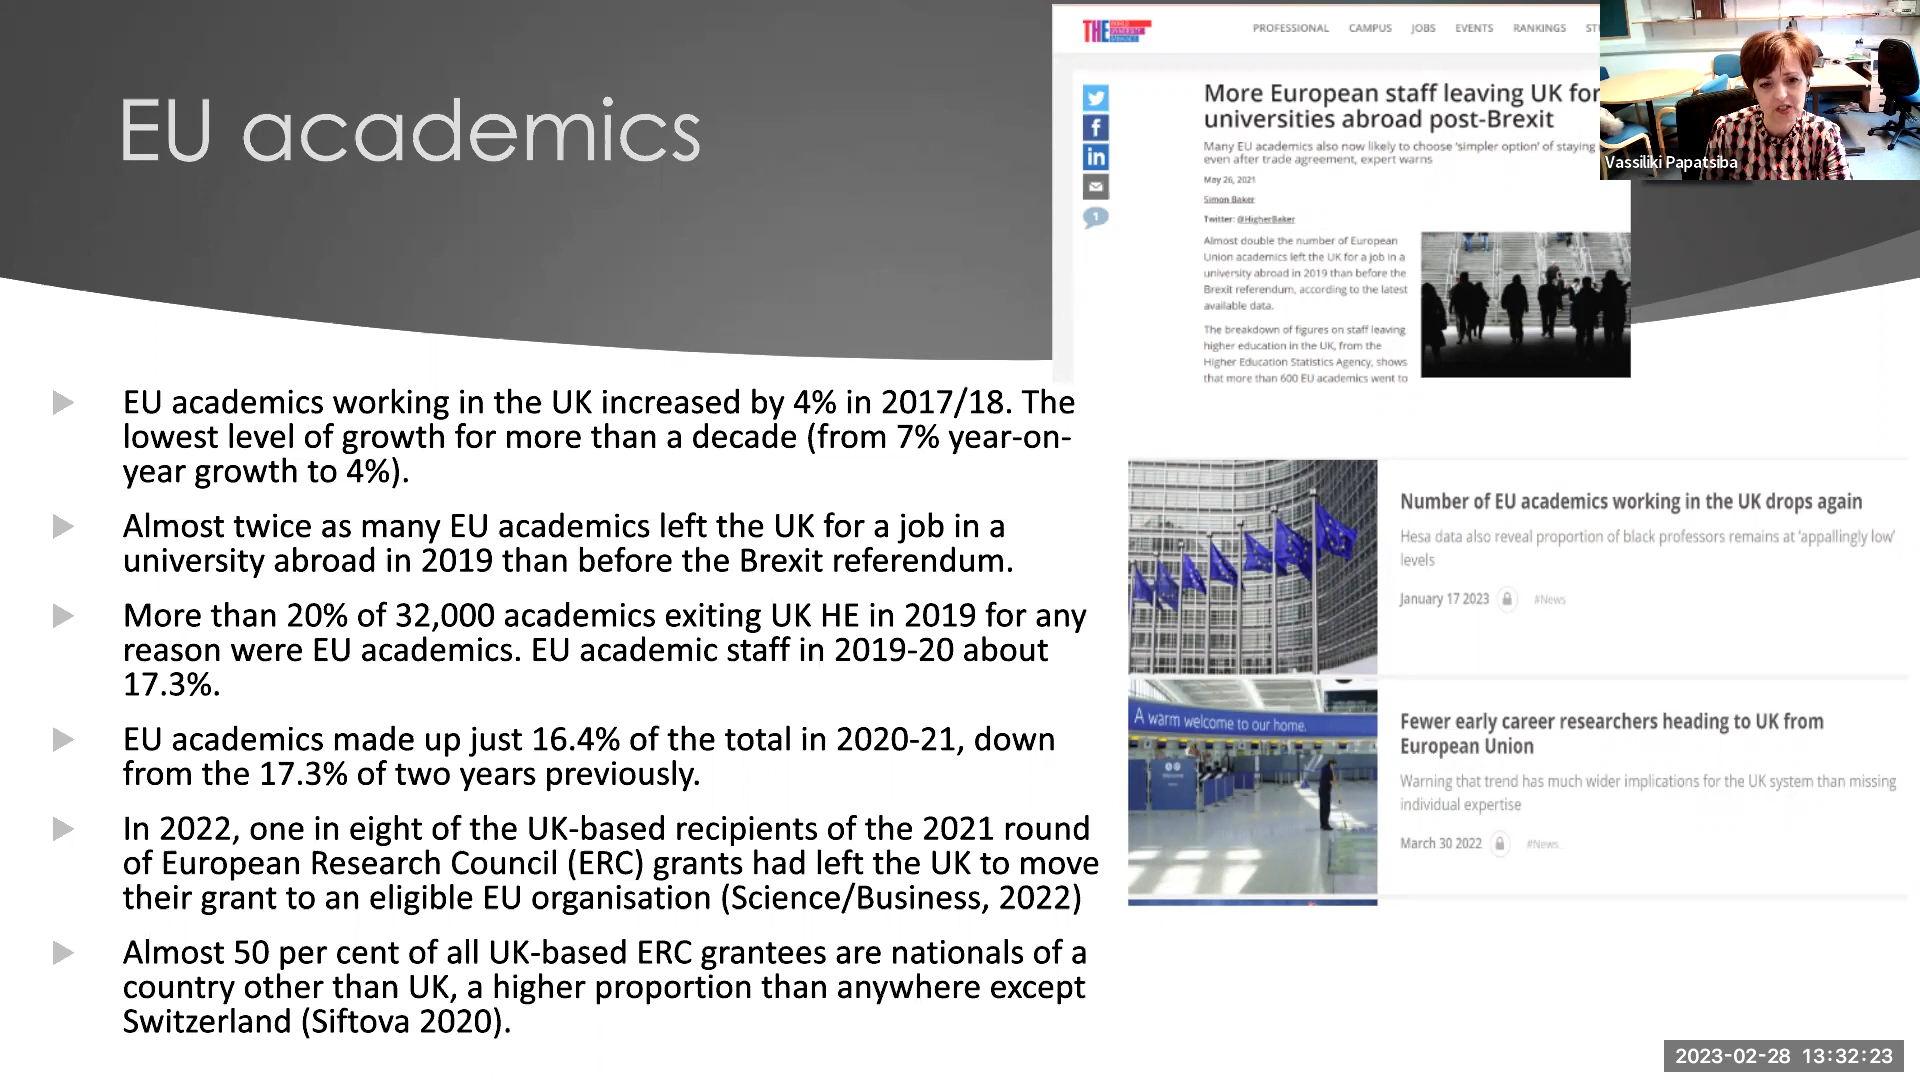 EU academics
EU academics working in the UK increased by 4% in 2017/18. The
lowest level of growth for more than a decade (from 7% year-on-
year growth to 4%).
Almost twice as many EU academics left the UK for a job in a
university abroad in 2019 than before the Brexit referendum.
More than 20% of 32,000 academics exiting UK HE in 2019 for any
reason were EU academics. EU academic staff in 2019-20 about
17.3%.
EU academics made up just 16.4% of the total in 2020-21, down
from the 17.3% of two years previously.
In 2022, one in eight of the UK-based recipients of the 2021 round
of European Research Council (ERC) grants had left the UK to move
their grant to an eligible EU organisation (Science/Business, 2022)
Almost 50 per cent of all UK-based ERC grantees are nationals of a
country other than UK, a higher proportion than anywhere except
Switzerland (Siftova 2020).
THE WORLD UNIVERSITY RANKINGS
PROFESSIONAL CAMPUS JOBS EVENTS RANKINGS ST
More European staff leaving UK for
universities abroad post-Brexit
Many EU academics also now likely to choose ‘simpler option’ of staying
even after trade agreement, expert warns
May 26, 2021
Simon Baker
Twitter: @HigherBaker
1
Almost double the number of European
Union academics left the UK for a job in a
university abroad in 2019 than before the
Brexit referendum, according to the latest
available data.
The breakdown of figures on staff leaving
higher education in the UK, from the
Higher Education Statistics Agency, shows
that more than 600 EU academics went to
Vassiliki Papatsiba
Number of EU academics working in the UK drops again
Hesa data also reveal proportion of black professors remains at ‘appallingly low’
levels
January 17 2023 #News
A warm welcome to our home.
Fewer early career researchers heading to UK from
European Union
Warning that trend has much wider implications for the UK system than missing
individual expertise
March 30 2022 #News
2023-02-28 13:32:23